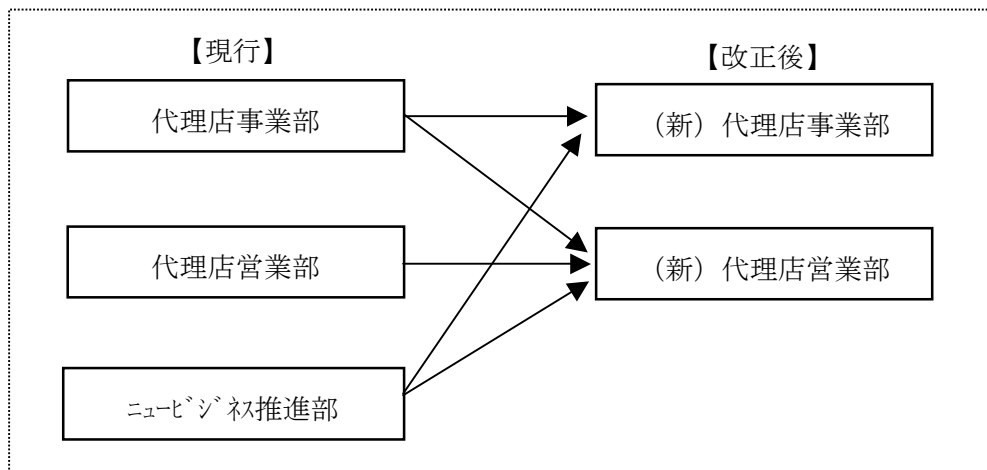 【現行】
【改正後】
代理店事業部
（新）代理店事業部
代理店営業部
（新）代理店営業部
ﾆｭｰﾋﾞｼﾞﾈｽ推進部